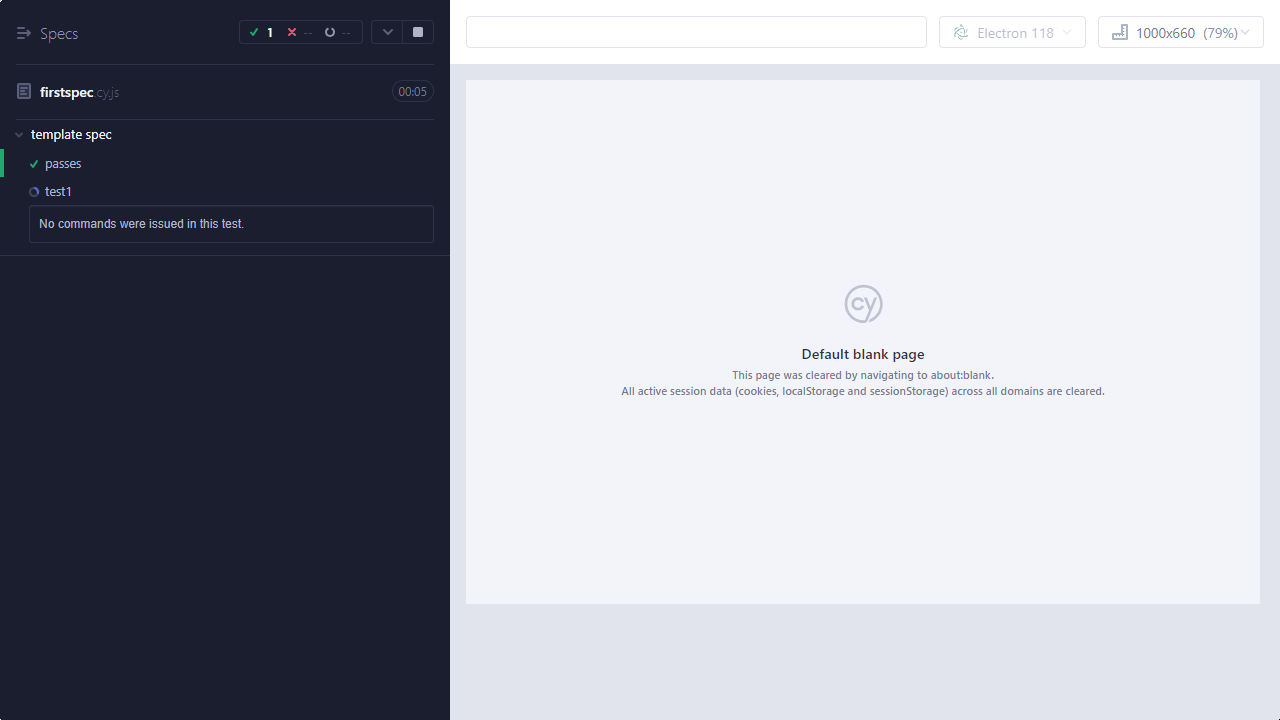 Specs
1
--
--
Electron 118
1000x660 (79%)
firstspec.cy.js
00:05
template spec
passes
test1
No commands were issued in this test.
cy
Default blank page
This page was cleared by navigating to about:blank.
All active session data (cookies, localStorage and sessionStorage) across all domains are cleared.